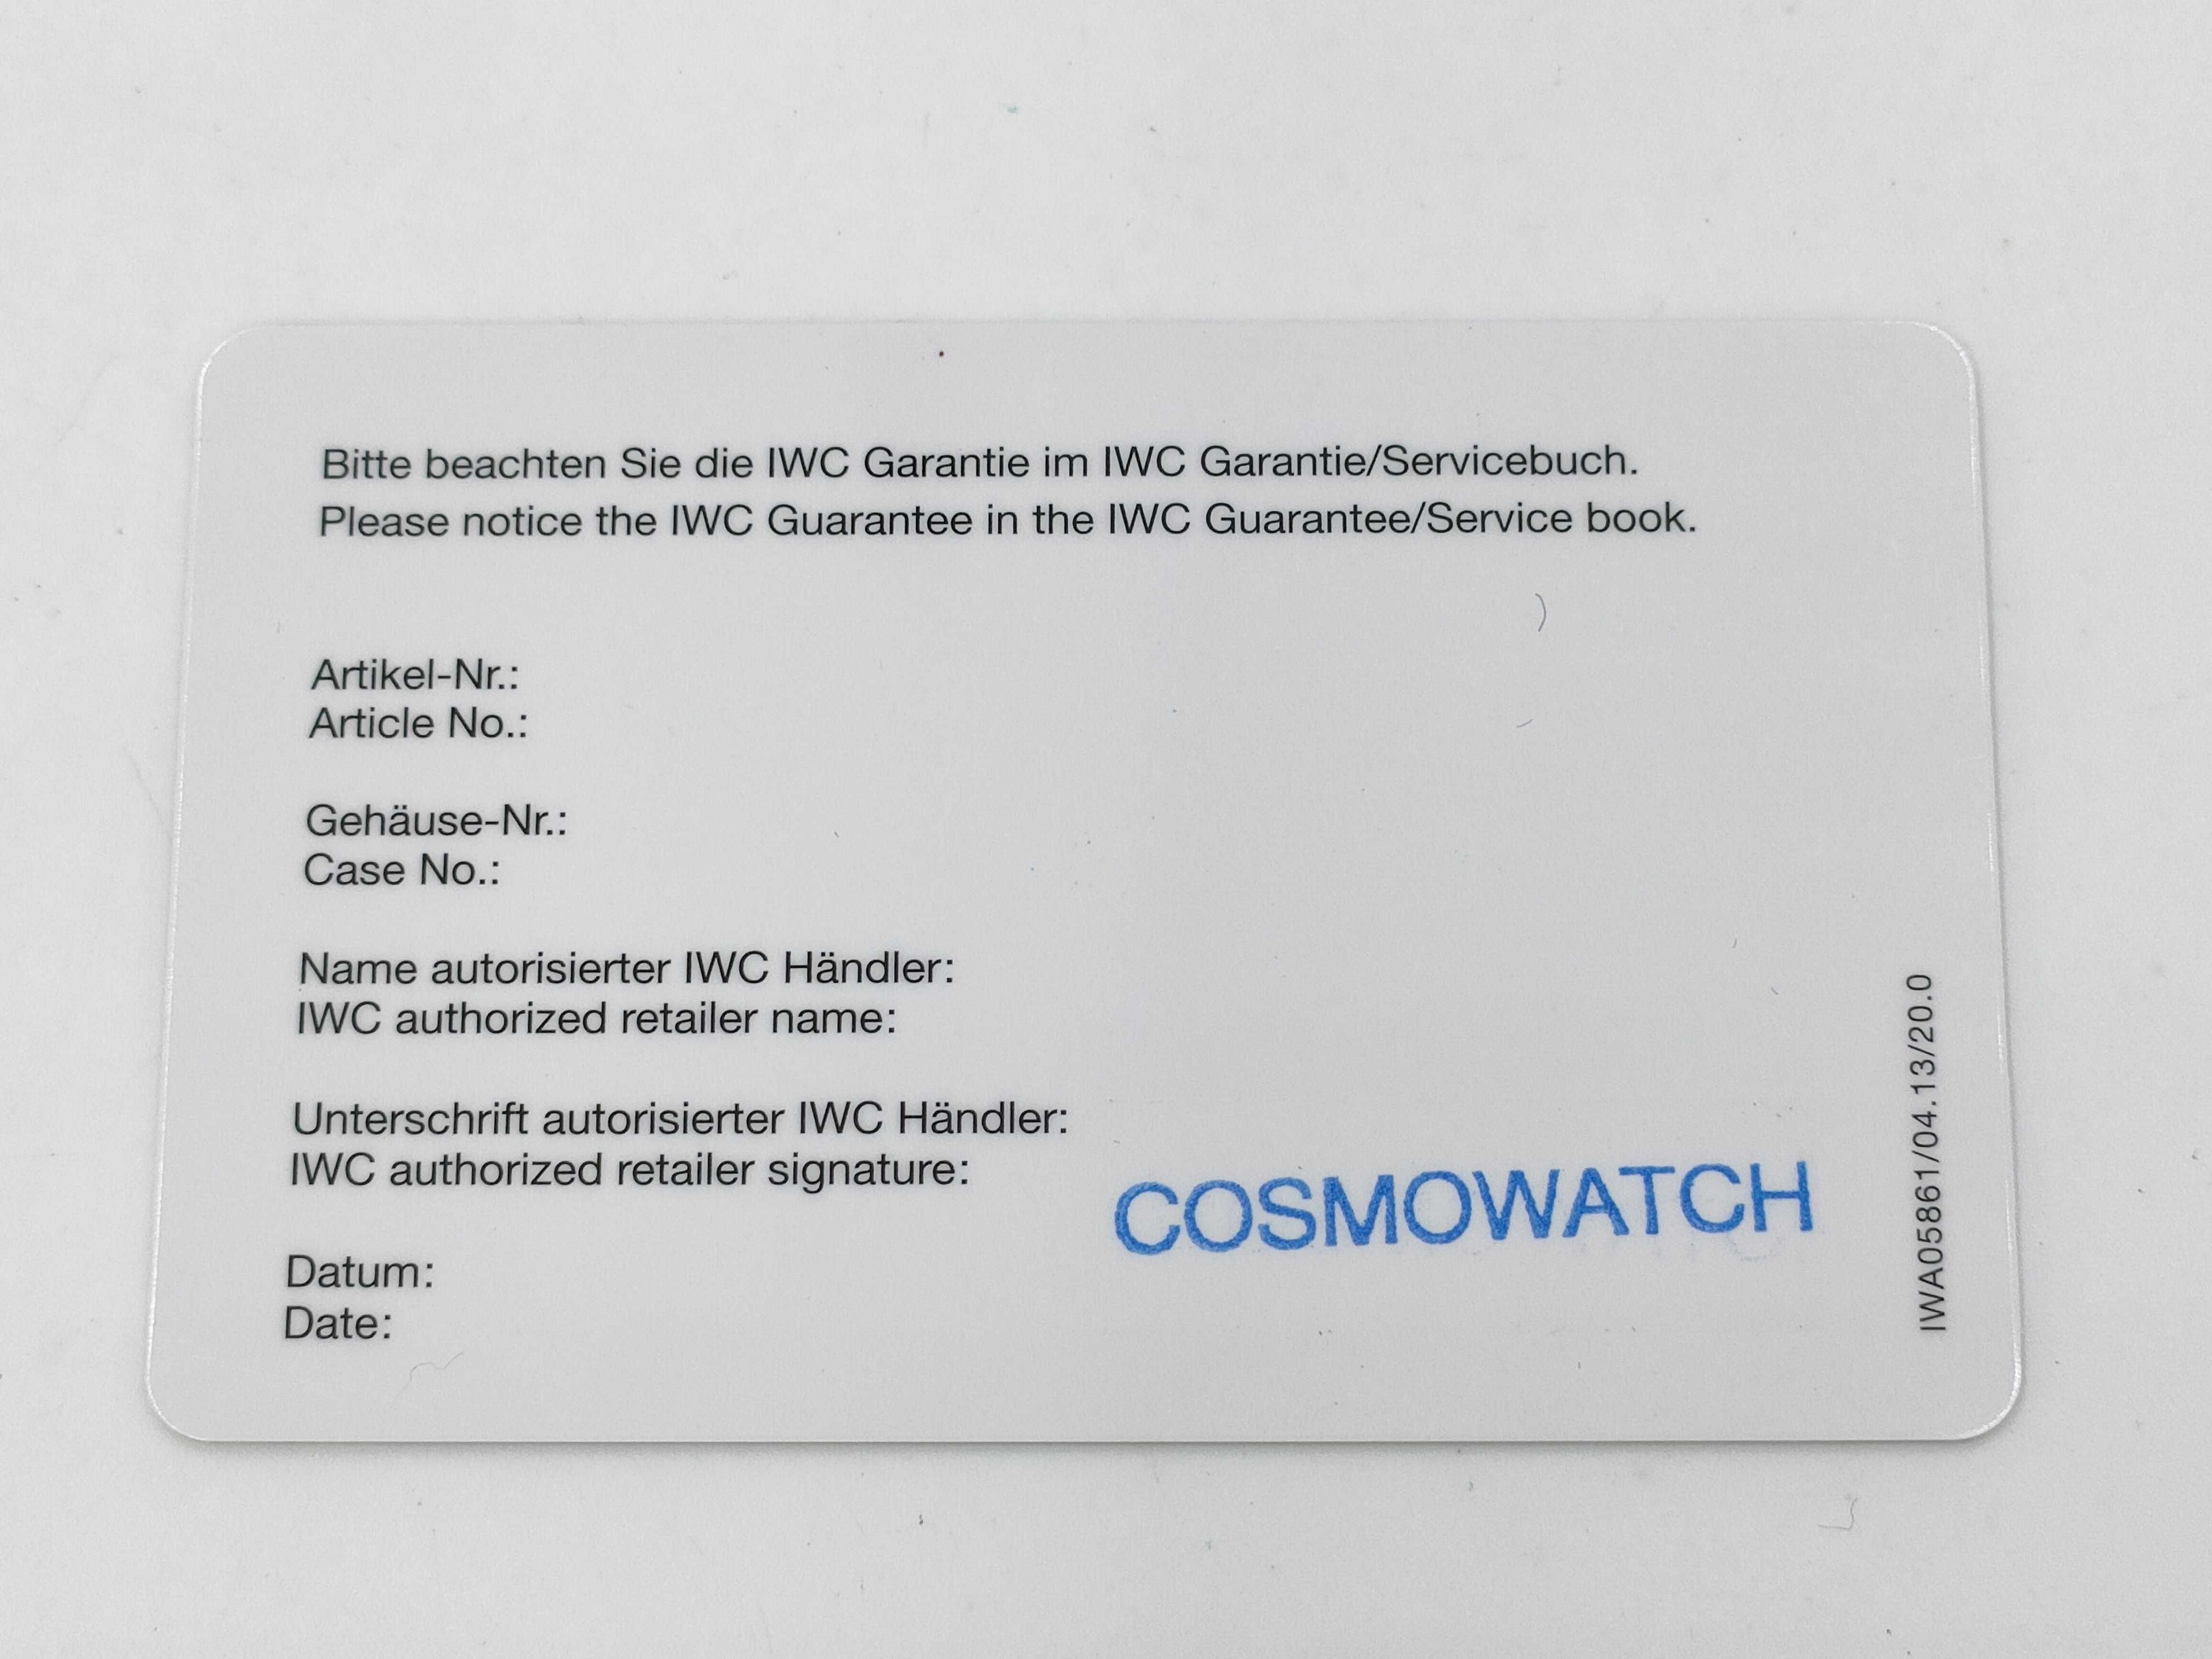 Bitte beachten Sie die IWC Garantie im IWC Garantie/Servicebuch.
Please notice the IWC Guarantee in the IWC Guarantee/Service book.
Artikel-Nr.:
Article No.:
Gehäuse-Nr.:
Case No.:
Name autorisierter IWC Händler:
IWC authorized retailer name:
Unterschrift autorisierter IWC Händler:
IWC authorized retailer signature:
COSMOWATCH
Datum:
Date:
IWA05861/04.13/20.0